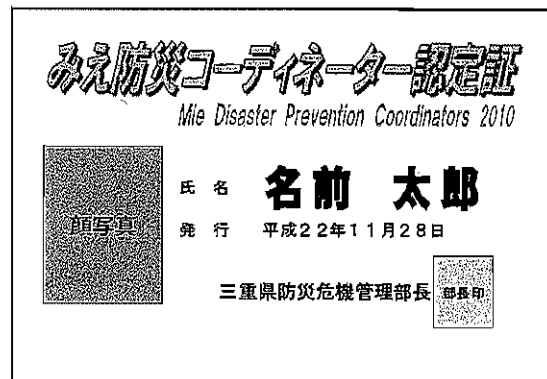 みえ防災コーディネーター認定証
Mie Disaster Prevention Coordinators 2010
顔写真
氏名 名前 太郎
発行 平成22年11月28日
三重県防災危機管理部長 部長印